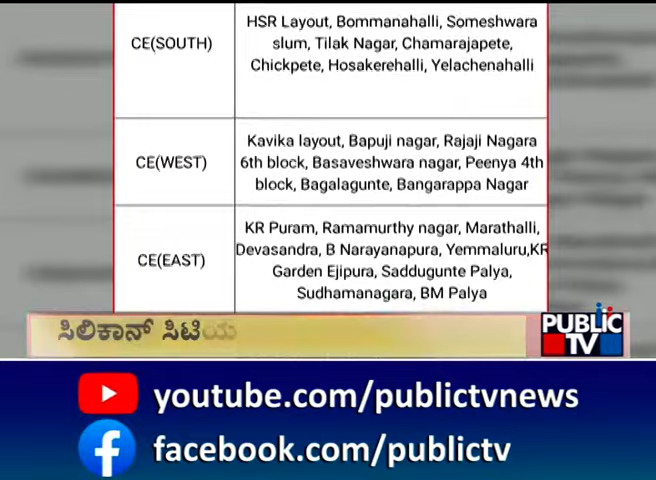 HSR Layout, Bommanahalli, Someshwara
CE(SOUTH) slum, Tilak Nagar, Chamarajapete,
Chickpete, Hosakerehalli, Yelachenahalli
Kavika layout, Bapuji nagar, Rajaji Nagara
CE(WEST) 6th block, Basaveshwara nagar, Peenya 4th
block, Bagalagunte, Bangarappa Nagar
KR Puram, Ramamurthy nagar, Marathalli,
Devasandra, B Narayanapura, Yemmaluru,KR
CE(EAST) Garden Ejipura, Saddugunte Palya,
Sudhamanagara, BM Palya
ಸಿಲಿಕಾನ್ ಸಿಟಿಯ
PUBLiC
TV
youtube.com/publictvnews
facebook.com/publictv